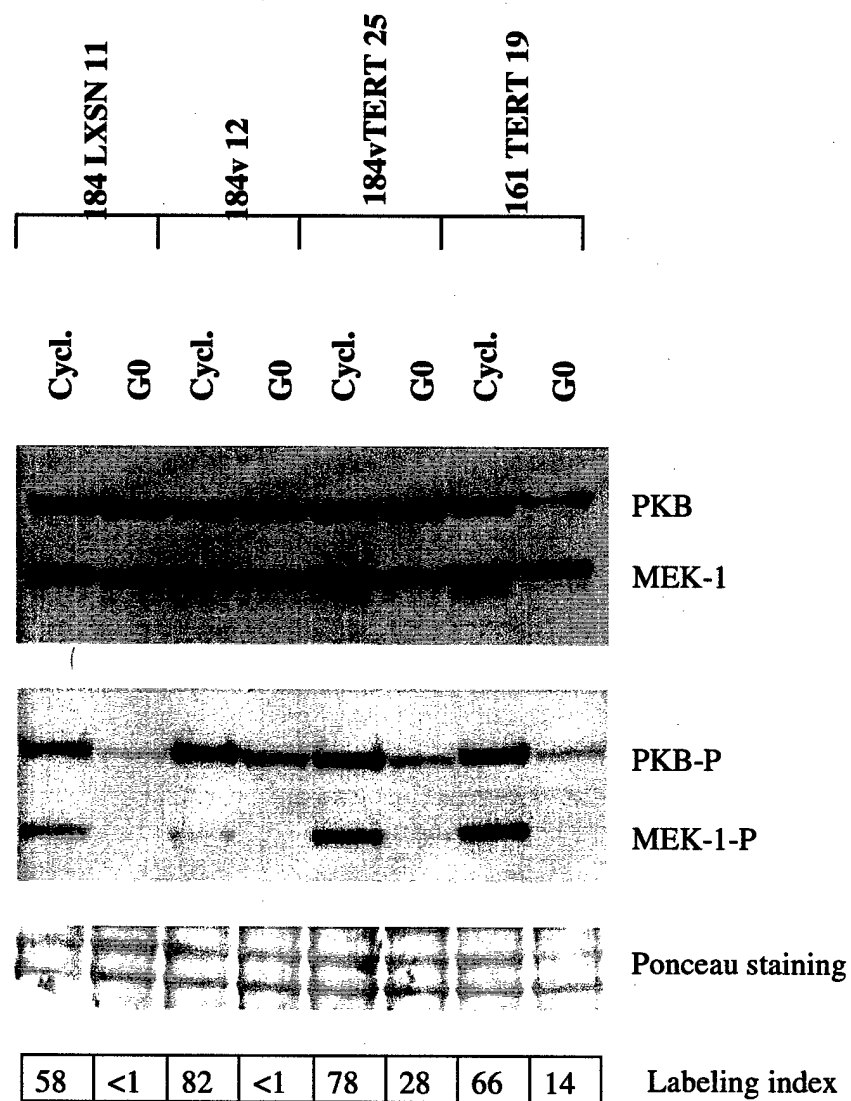 184 LXSN 11
184v 12
184vTERT 25
161 TERT 19
Cycl. G0 Cycl. G0 Cycl. G0 Cycl. G0
PKB
MEK-1
PKB-P
MEK-1-P
Ponceau staining
58 <1 82 <1 78 28 66 14 Labeling index